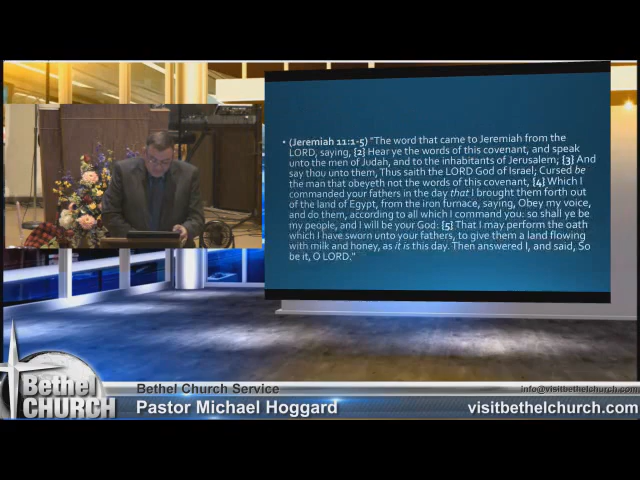 • (Jeremiah 11:1-5) "The word that came to Jeremiah from the
LORD, saying, {2} Hear ye the words of this covenant, and speak
unto the men of Judah, and to the inhabitants of Jerusalem; {3} And
say thou unto them, Thus saith the LORD God of Israel; Cursed be
the man that obeyeth not the words of this covenant, {4} Which I
commanded your fathers in the day that I brought them forth out
of the land of Egypt, from the iron furnace, saying, Obey my voice,
and do them, according to all which I command you: so shall ye be
my people, and I will be your God: {5} That I may perform the oath
which I have sworn unto your fathers, to give them a land flowing
with milk and honey, as it is this day. Then answered I, and said, So
be it, O LORD."
Bethel
CHURCH
Bethel Church Service
info@visitbethelchurch.com
Pastor Michael Hoggard
visitbethelchurch.com